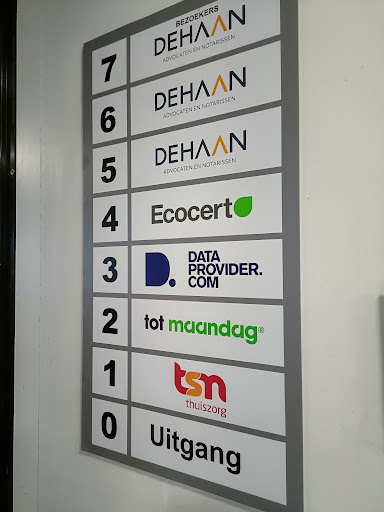 7
BEZOEKERS
DEHAAN
ADVOCATEN EN NOTARISSEN
6
DEHAAN
ADVOCATEN EN NOTARISSEN
5
DEHAAN
ADVOCATEN EN NOTARISSEN
4
Ecocert
3
D.
DATA
PROVIDER.
COM
2
tot maandag®
1
tsn
thuiszorg
0
Uitgang